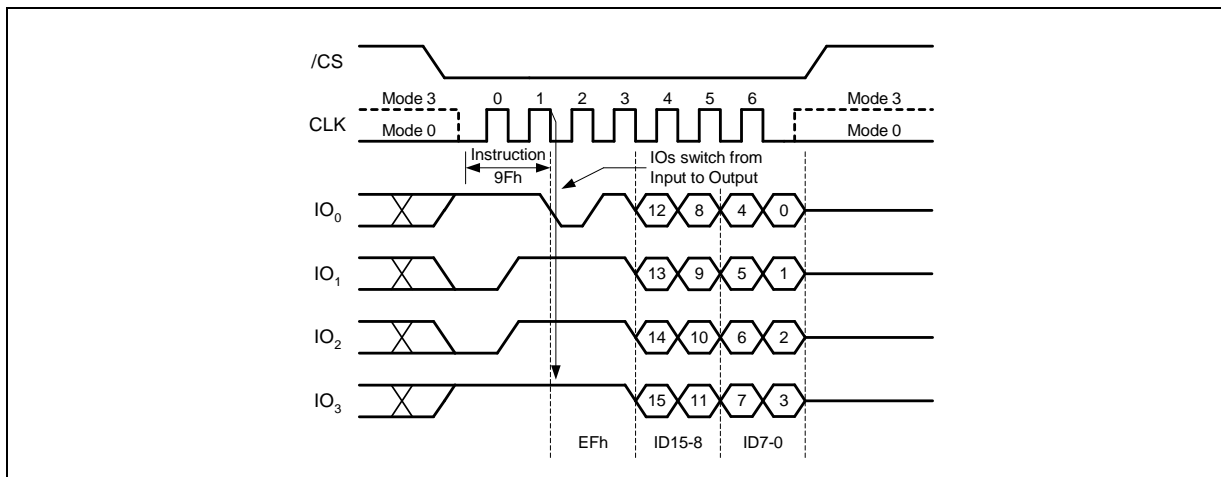 /CS
Mode 3 0 1 2 3 4 5 6 Mode 3
CLK Mode 0 Mode 0
Instruction
9Fh
IOs switch from
Input to Output
IO0 12 8 4 0
IO1 13 9 5 1
IO2 14 10 6 2
IO3 15 11 7 3
EFh ID15-8 ID7-0